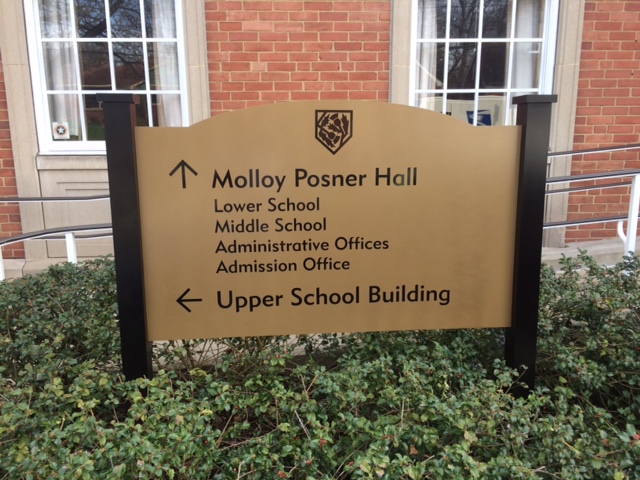 ↑ Molloy Posner Hall
Lower School
Middle School
Administrative Offices
Admission Office
← Upper School Building